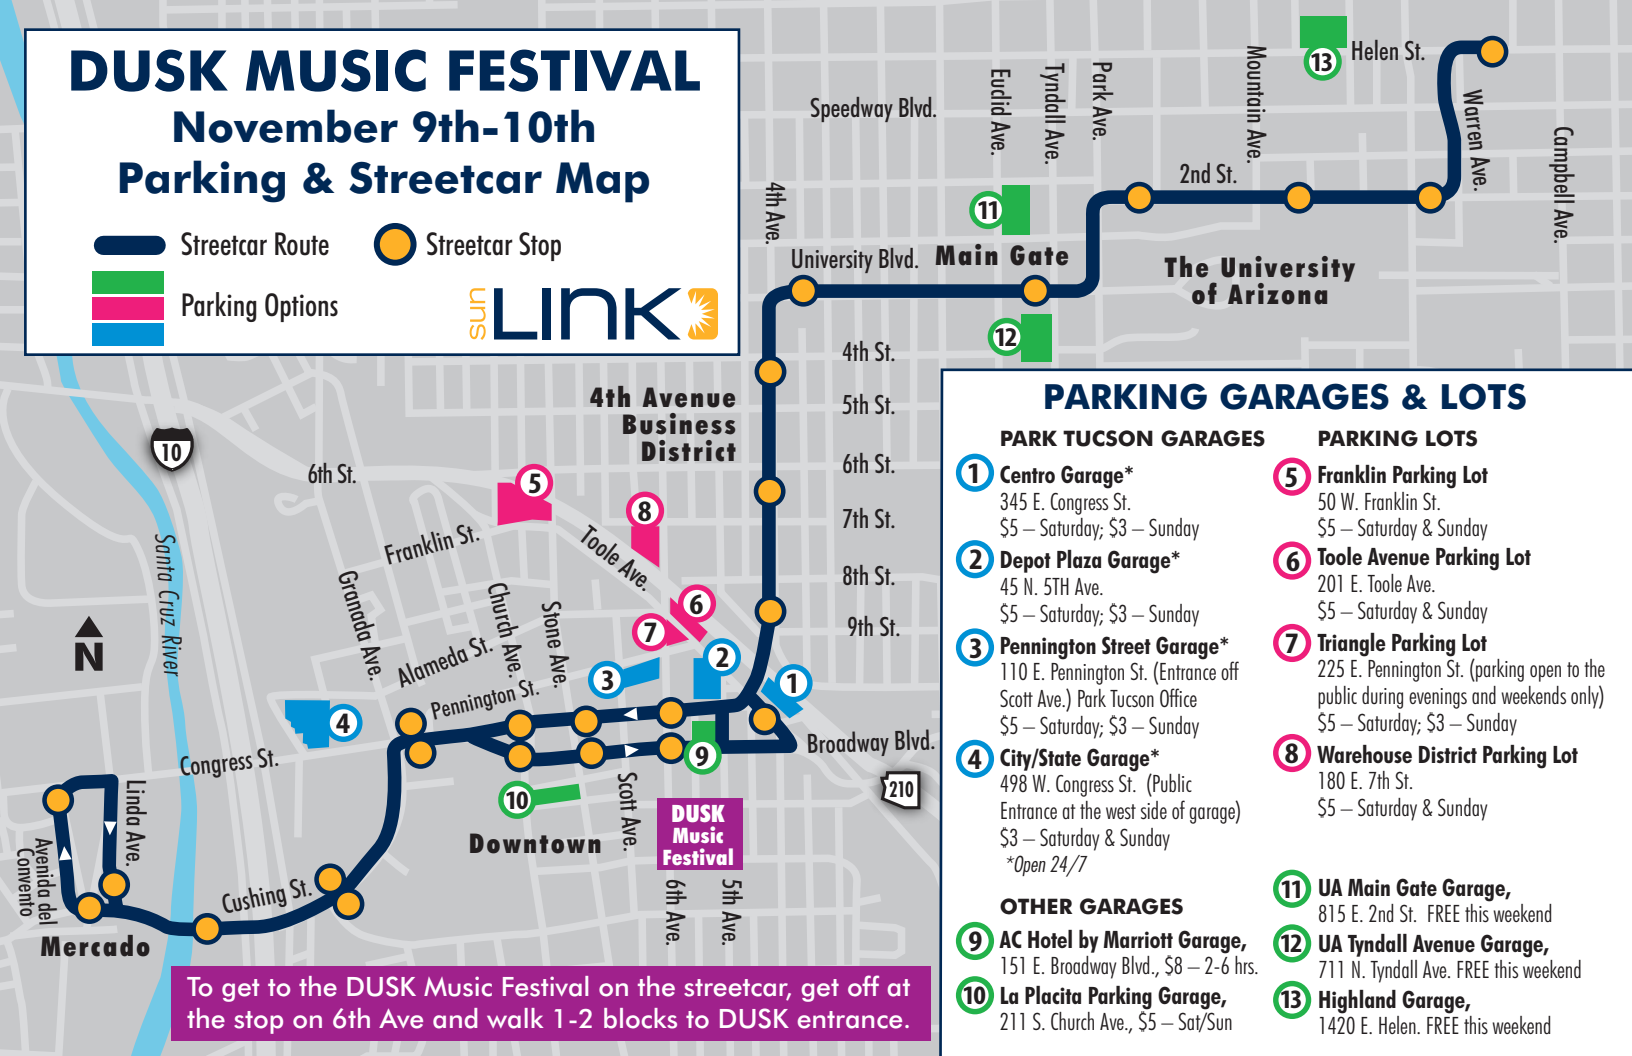 DUSK MUSIC FESTIVAL
November 9th-10th
Parking & Streetcar Map
Streetcar Route
Streetcar Stop
Parking Options
sun LINK
13
Helen St.
Speedway Blvd.
Euclid Ave.
Tyndall Ave.
Park Ave.
Mountain Ave.
Warren Ave.
Campbell Ave.
2nd St.
4th Ave.
11
University Blvd.
Main Gate
The University
of Arizona
12
4th St.
4th Avenue
Business
District
5th St.
6th St.
7th St.
8th St.
9th St.
10
6th St.
5
8
Franklin St.
Toole Ave.
Santa Cruz River
Granada Ave.
Church Ave.
Stone Ave.
6
7
N
Alameda St.
2
3
1
Pennington St.
4
Congress St.
Broadway Blvd.
9
210
10
Linda Ave.
Scott Ave.
DUSK
Music
Festival
Downtown
Avenida del
Convento
Cushing St.
6th Ave.
5th Ave.
Mercado
To get to the DUSK Music Festival on the streetcar, get off at
the stop on 6th Ave and walk 1-2 blocks to DUSK entrance.
PARKING GARAGES & LOTS
PARK TUCSON GARAGES
1 Centro Garage*
345 E. Congress St.
$5 – Saturday; $3 – Sunday
2 Depot Plaza Garage*
45 N. 5TH Ave.
$5 – Saturday; $3 – Sunday
3 Pennington Street Garage*
110 E. Pennington St. (Entrance off
Scott Ave.) Park Tucson Office
$5 – Saturday; $3 – Sunday
4 City/State Garage*
498 W. Congress St. (Public
Entrance at the west side of garage)
$3 – Saturday & Sunday
*Open 24/7
OTHER GARAGES
9 AC Hotel by Marriott Garage,
151 E. Broadway Blvd., $8 – 2-6 hrs.
10 La Placita Parking Garage,
211 S. Church Ave., $5 – Sat/Sun
PARKING LOTS
5 Franklin Parking Lot
50 W. Franklin St.
$5 – Saturday & Sunday
6 Toole Avenue Parking Lot
201 E. Toole Ave.
$5 – Saturday & Sunday
7 Triangle Parking Lot
225 E. Pennington St. (parking open to the
public during evenings and weekends only)
$5 – Saturday; $3 – Sunday
8 Warehouse District Parking Lot
180 E. 7th St.
$5 – Saturday & Sunday
11 UA Main Gate Garage,
815 E. 2nd St. FREE this weekend
12 UA Tyndall Avenue Garage,
711 N. Tyndall Ave. FREE this weekend
13 Highland Garage,
1420 E. Helen. FREE this weekend